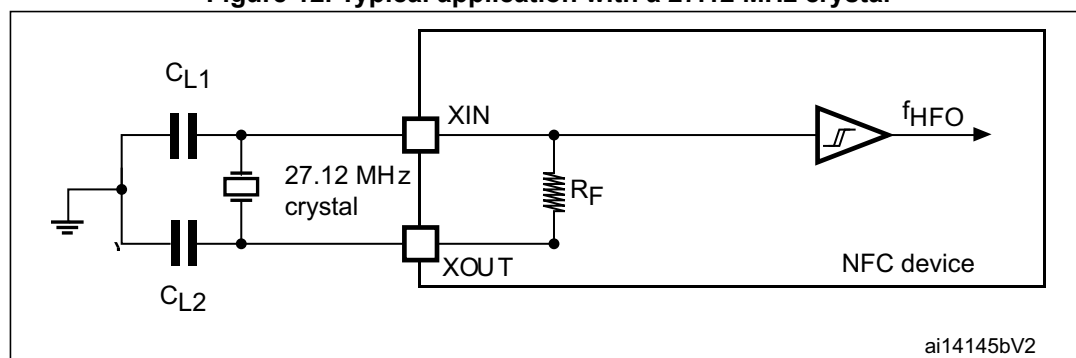 Figure 12. Typical application with a 27.12 MHz crystal
CL1
XIN
fHFO
27.12 MHz
crystal
RF
XOUT
NFC device
CL2
ai14145bV2